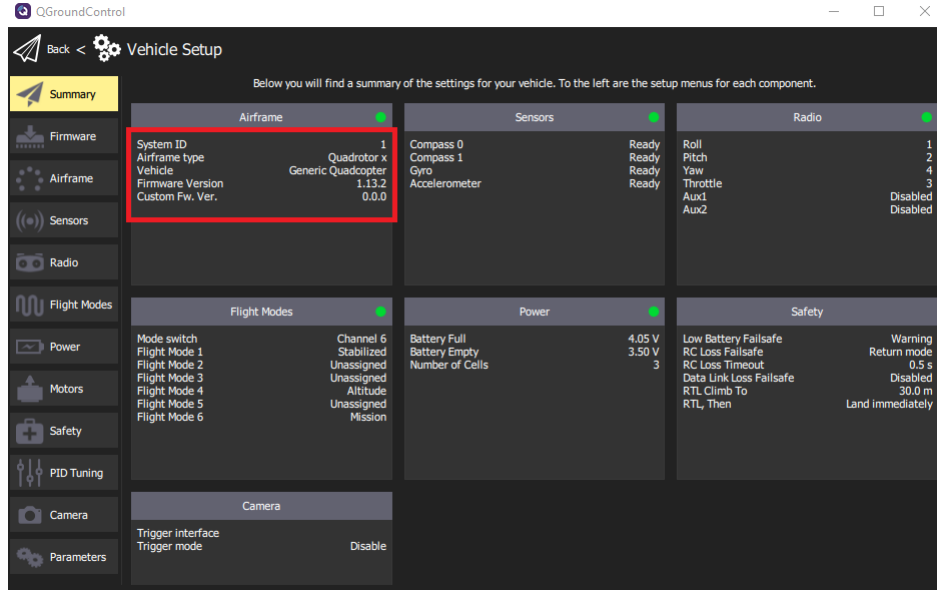 QGroundControl
Back < Vehicle Setup
Below you will find a summary of the settings for your vehicle. To the left are the setup menus for each component.
Summary
Firmware
Airframe
Sensors
Radio
Flight Modes
Power
Motors
Safety
PID Tuning
Camera
Parameters
Airframe
System ID 1
Airframe type Quadrotor x
Vehicle Generic Quadcopter
Firmware Version 1.13.2
Custom Fw. Ver. 0.0.0
Sensors
Compass 0 Ready
Compass 1 Ready
Gyro Ready
Accelerometer Ready
Radio
Roll 1
Pitch 2
Yaw 4
Throttle 3
Aux1 Disabled
Aux2 Disabled
Flight Modes
Mode switch Channel 6
Flight Mode 1 Stabilized
Flight Mode 2 Unassigned
Flight Mode 3 Unassigned
Flight Mode 4 Altitude
Flight Mode 5 Unassigned
Flight Mode 6 Mission
Power
Battery Full 4.05 V
Battery Empty 3.50 V
Number of Cells 3
Safety
Low Battery Failsafe Warning
RC Loss Failsafe Return mode
RC Loss Timeout 0.5 s
Data Link Loss Failsafe Disabled
RTL Climb To 30.0 m
RTL, Then Land immediately
Camera
Trigger interface
Trigger mode Disable